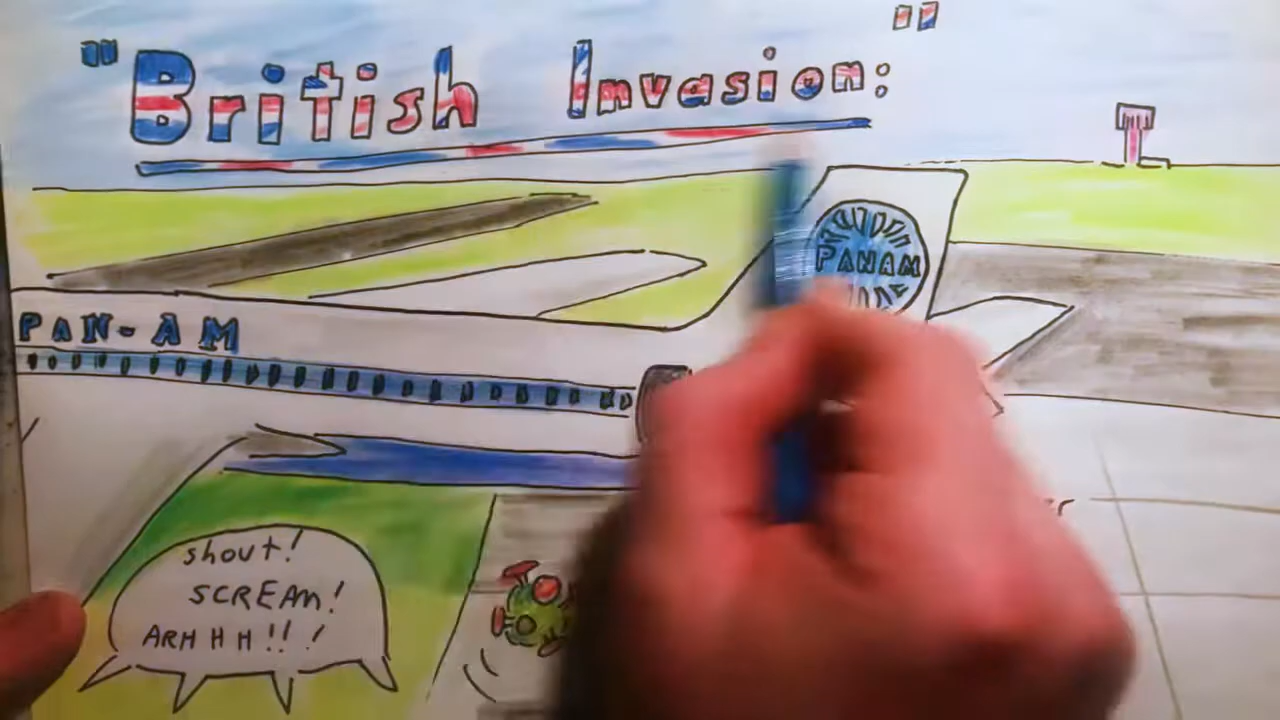 "British Invasion:"
PANAM
PAN-AM
shout!
SCREAM!
ARHHH!!!